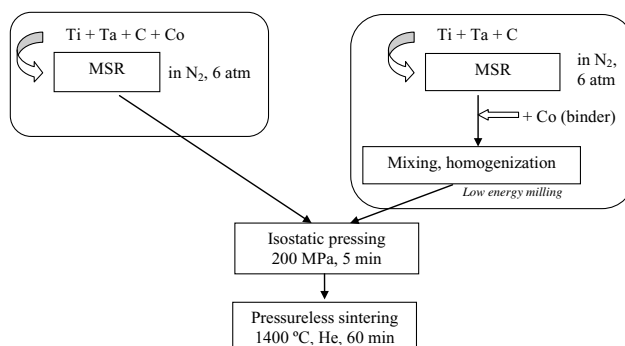 Ti + Ta + C + Co
MSR
in N₂, 6 atm
Ti + Ta + C
MSR
in N₂,
6 atm
+ Co (binder)
Mixing, homogenization
Low energy milling
Isostatic pressing
200 MPa, 5 min
Pressureless sintering
1400 ºC, He, 60 min